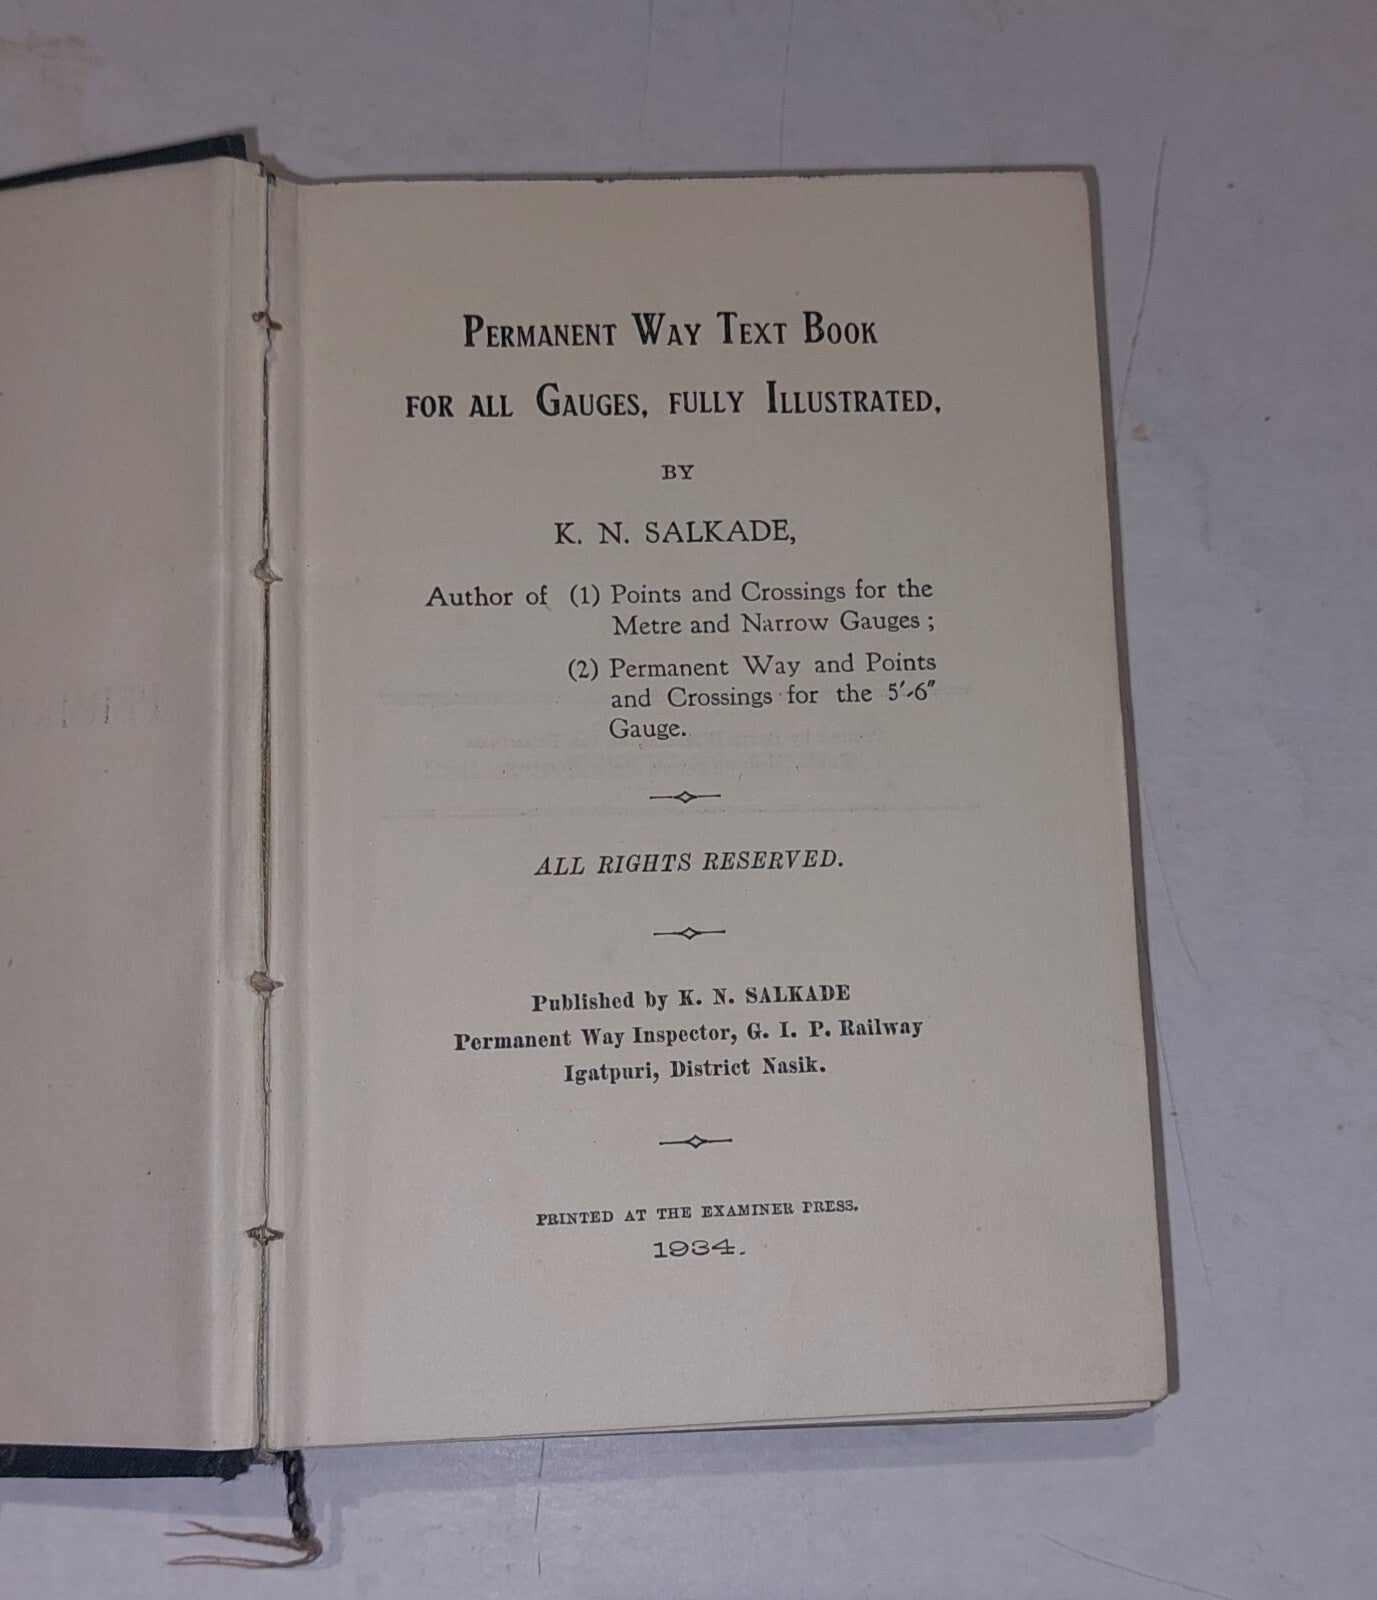 PERMANENT WAY TEXT BOOK
FOR ALL GAUGES, FULLY ILLUSTRATED,
BY
K. N. SALKADE,
Author of (1) Points and Crossings for the
Metre and Narrow Gauges ;
(2) Permanent Way and Points
and Crossings for the 5'-6"
Gauge.
ALL RIGHTS RESERVED.
Published by K. N. SALKADE
Permanent Way Inspector, G. I. P. Railway
Igatpuri, District Nasik.
PRINTED AT THE EXAMINER PRESS.
1934.